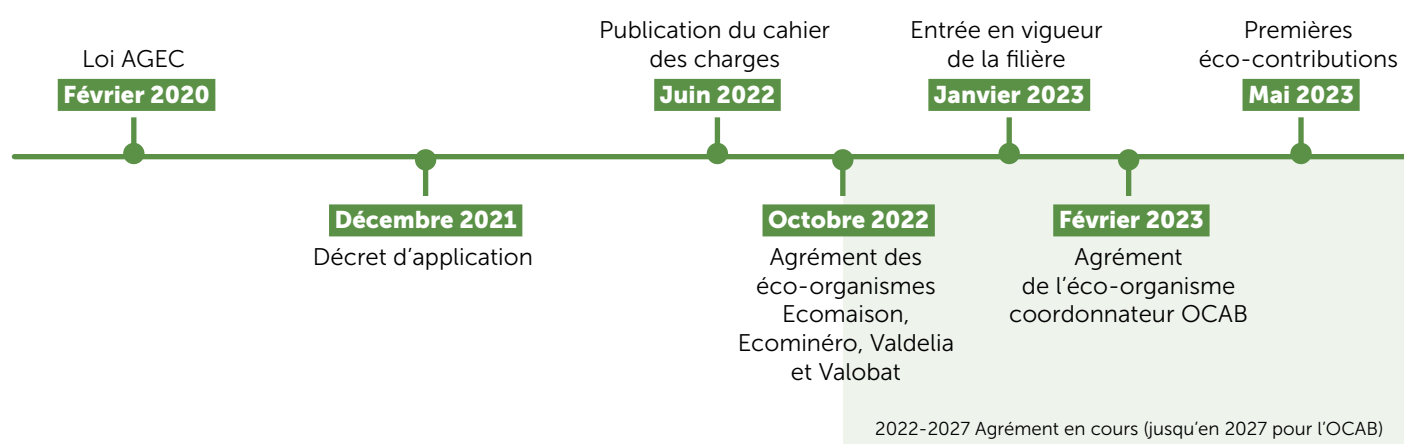 Loi AGEC
Février 2020
Décembre 2021
Décret d'application
Publication du cahier
des charges
Juin 2022
Octobre 2022
Agrément des
éco-organismes
Ecomaison,
Ecominéro, Valdelia
et Valobat
Entrée en vigueur
de la filière
Janvier 2023
Février 2023
Agrément
de l'éco-organisme
coordonnateur OCAB
Premières
éco-contributions
Mai 2023
2022-2027 Agrément en cours (jusqu'en 2027 pour l'OCAB)